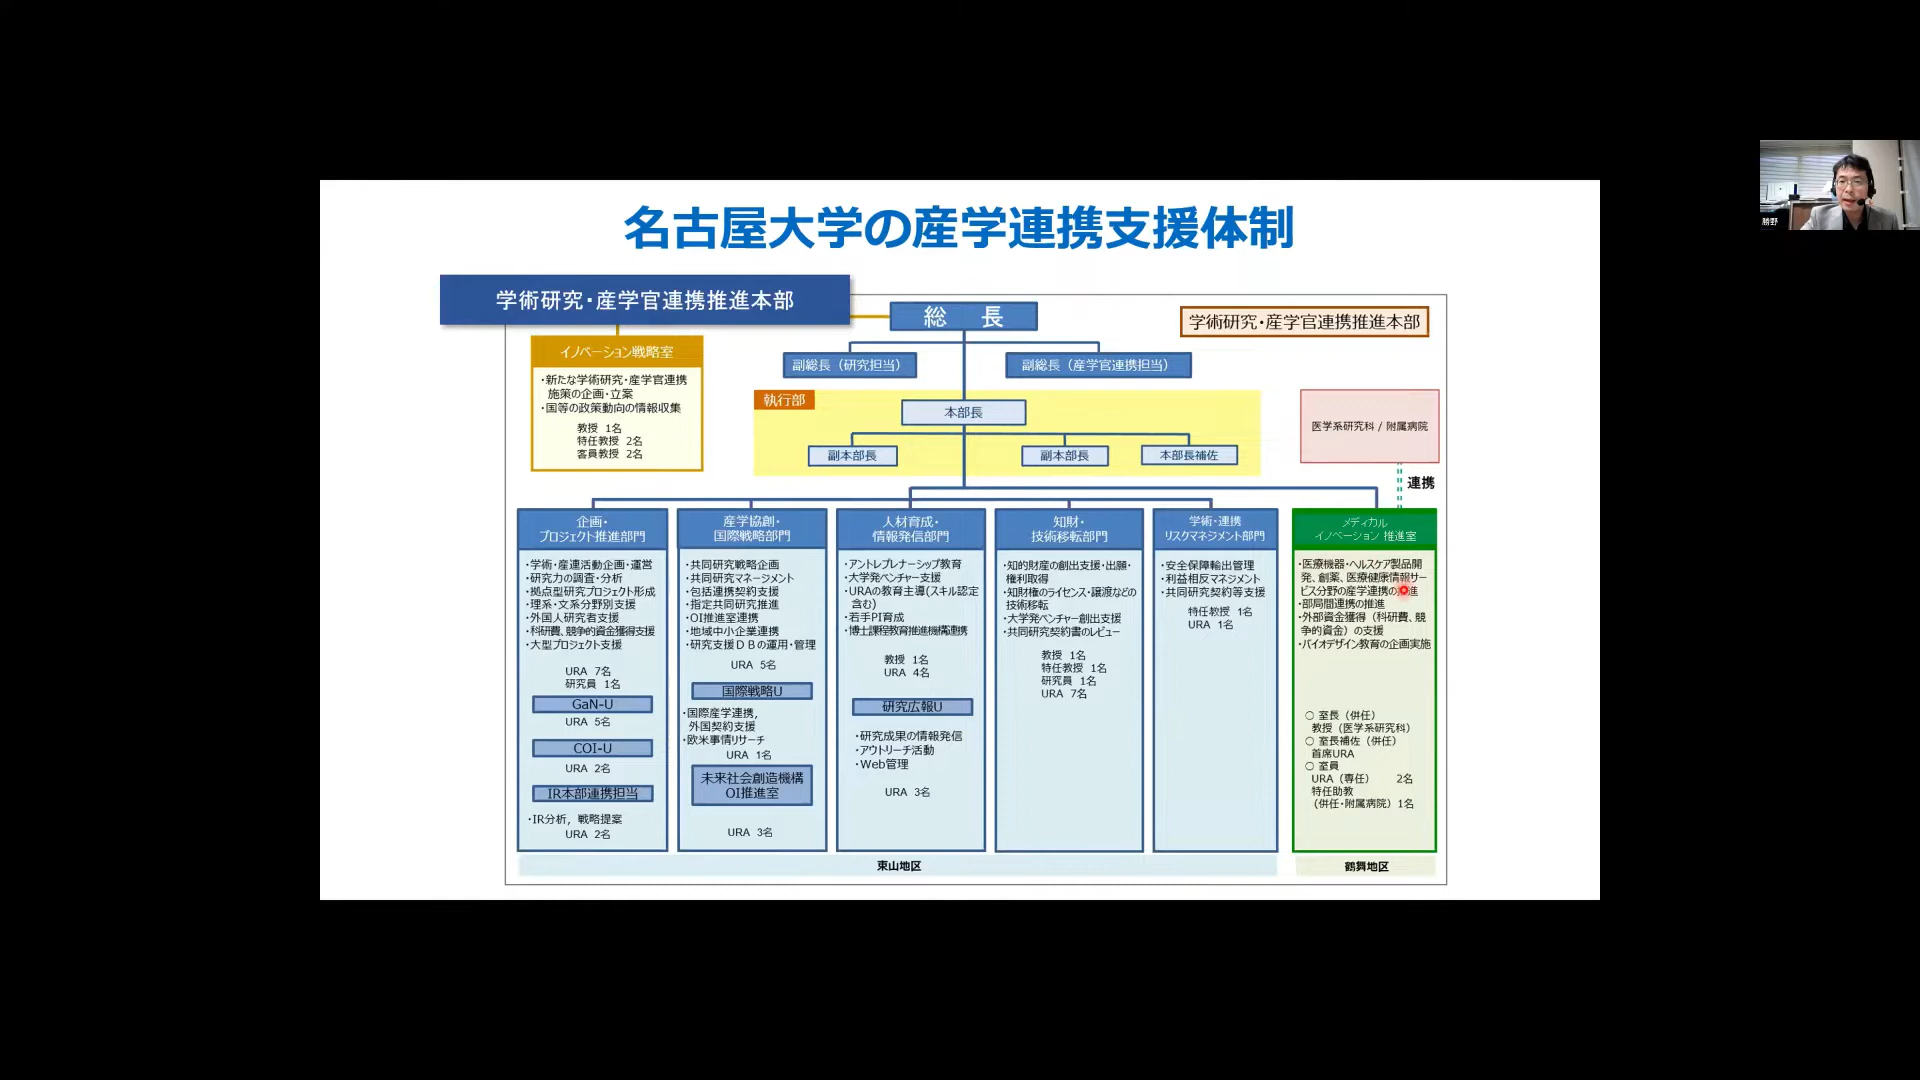 名古屋大学の産学連携支援体制
学術研究・産学官連携推進本部
総 長
学術研究・産学官連携推進本部
イノベーション戦略室
・新たな学術研究・産学官連携
施策の企画・立案
・国等の政策動向の情報収集
教授 1名
特任教授 2名
客員教授 2名
副総長（研究担当）
副総長（産学官連携担当）
執行部
本部長
副本部長
副本部長
本部長補佐
医学系研究科 / 附属病院
連携
企画・
プロジェクト推進部門
・学術・産連活動企画・運営
・研究力の調査・分析
・拠点型研究プロジェクト形成
・理系・文系分野別支援
・外国人研究者支援
・科研費、競争的資金獲得支援
・大型プロジェクト支援
URA 7名
研究員 1名
GaN-U
URA 5名
COI-U
URA 2名
IR本部連携担当
・IR分析，戦略提案
URA 2名
産学協創・
国際戦略部門
・共同研究戦略企画
・共同研究マネージメント
・包括連携契約支援
・指定共同研究推進
・OI推進室連携
・地域中小企業連携
・研究支援ＤＢの運用・管理
URA 5名
国際戦略U
・国際産学連携，
外国契約支援
・欧米事情リサーチ
URA 1名
未来社会創造機構
OI推進室
URA 3名
人材育成・
情報発信部門
・アントレプレナーシップ教育
・大学発ベンチャー支援
・URAの教育主導(スキル認定
含む)
・若手PI育成
・博士課程教育推進機構連携
教授 1名
URA 4名
研究広報U
・研究成果の情報発信
・アウトリーチ活動
・Web管理
URA 3名
知財・
技術移転部門
・知的財産の創出支援・出願・
権利取得
・知財権のライセンス・譲渡などの
技術移転
・大学発ベンチャー創出支援
・共同研究契約書のレビュー
教授 1名
特任教授 1名
研究員 1名
URA 7名
学術・連携
リスクマネジメント部門
・安全保障輸出管理
・利益相反マネジメント
・共同研究契約等支援
特任教授 1名
URA 1名
メディカル
イノベーション 推進室
・医療機器・ヘルスケア製品開
発、創薬、医療健康情報サー
ビス分野の産学連携の推進
・部局間連携の推進
・外部資金獲得（科研費、競
争的資金）の支援
・バイオデザイン教育の企画実施
○ 室長（併任）
教授（医学系研究科）
○ 室長補佐（併任）
首席URA
○ 室員
URA（専任） 2名
特任助教
（併任・附属病院）1名
東山地区
鶴舞地区
勝野